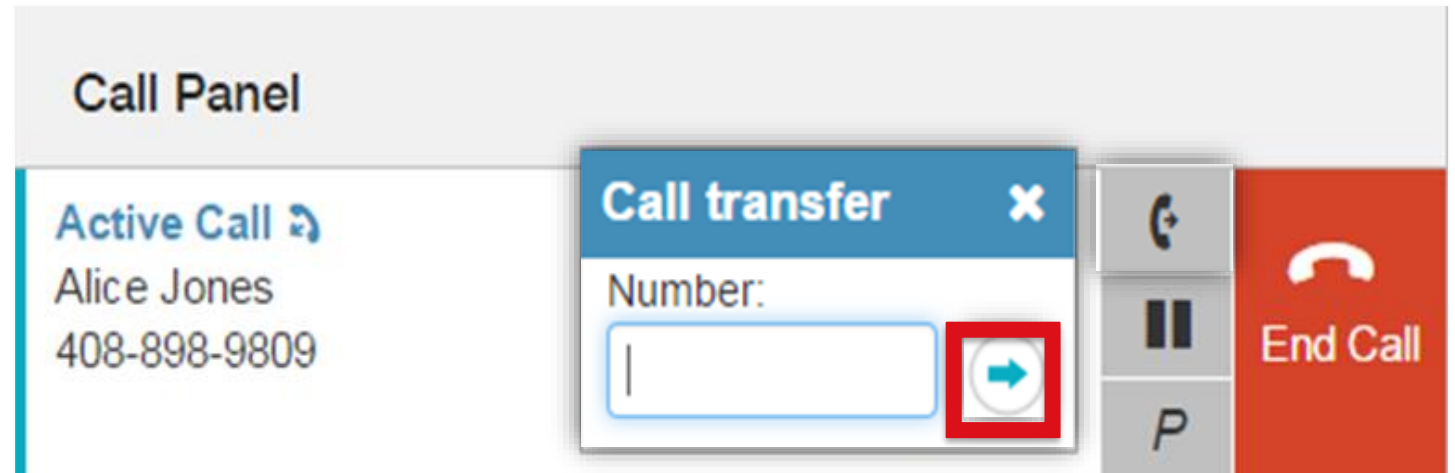 Call Panel
Active Call
Alice Jones
408-898-9809
Call transfer
Number:
End Call
P